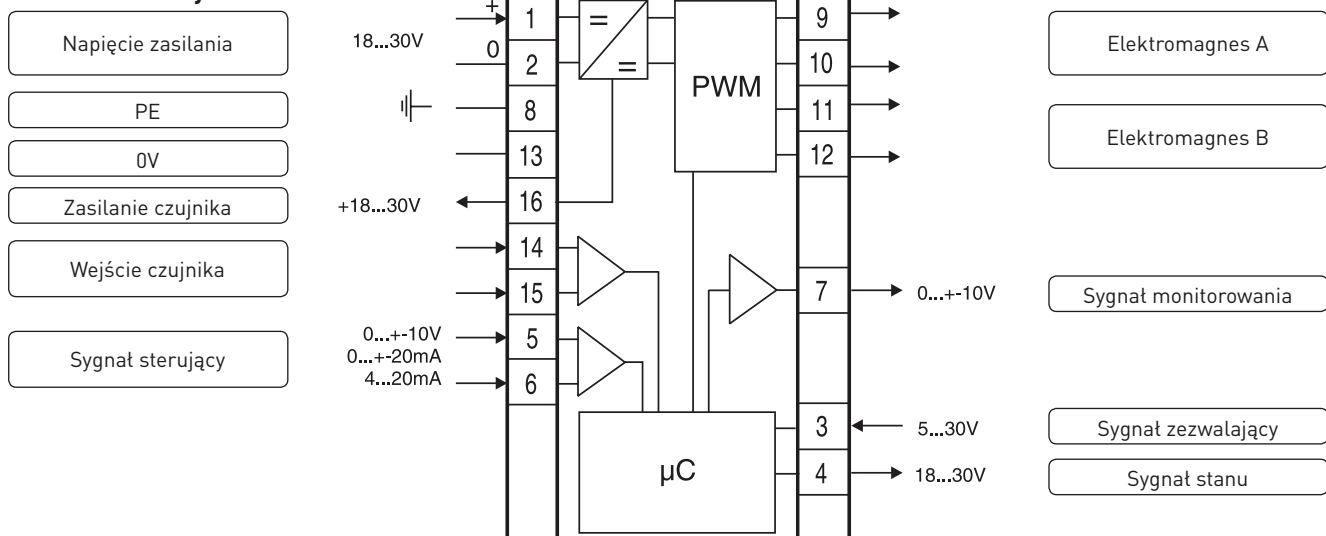 Napięcie zasilania
PE
0V
Zasilanie czujnika
Wejście czujnika
Sygnał sterujący
+
18...30V
0
+18...30V
0...+-10V
0...+-20mA
4...20mA
1
2
8
13
16
14
15
5
6
=
=
PWM
µC
9
10
11
12
7
3
4
0...+-10V
5...30V
18...30V
Elektromagnes A
Elektromagnes B
Sygnał monitorowania
Sygnał zezwalający
Sygnał stanu